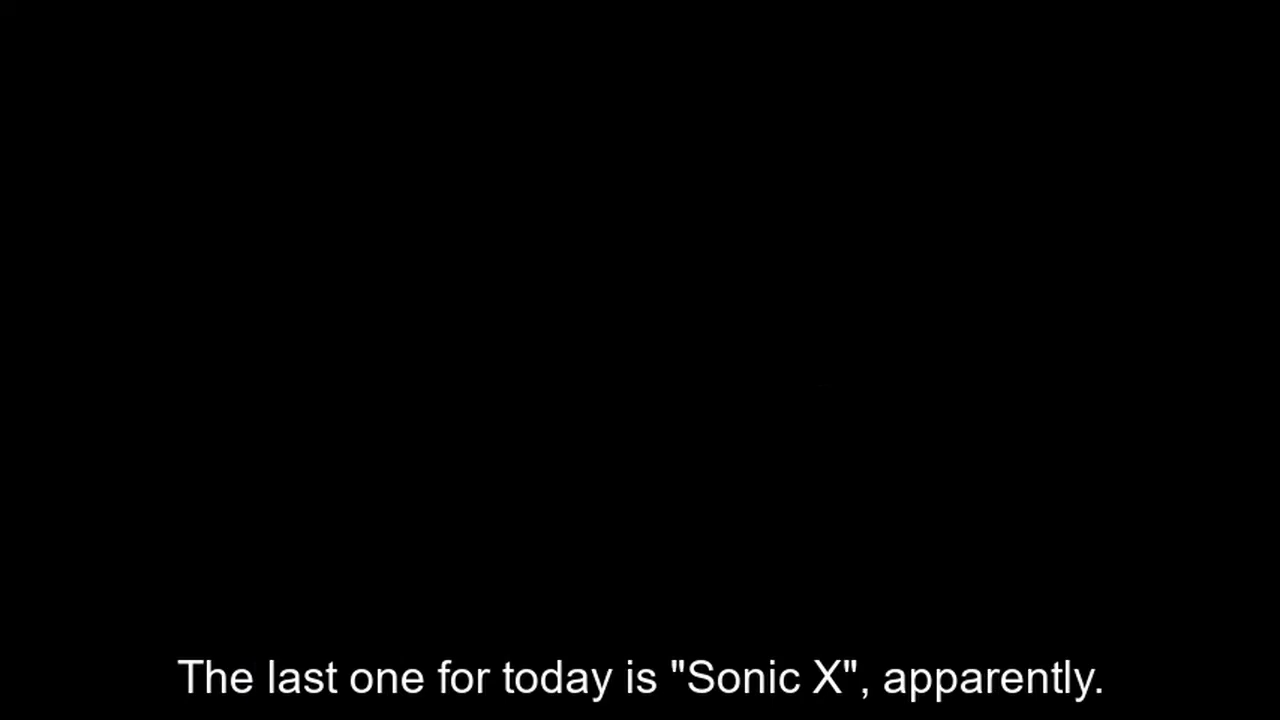 The last one for today is "Sonic X", apparently.